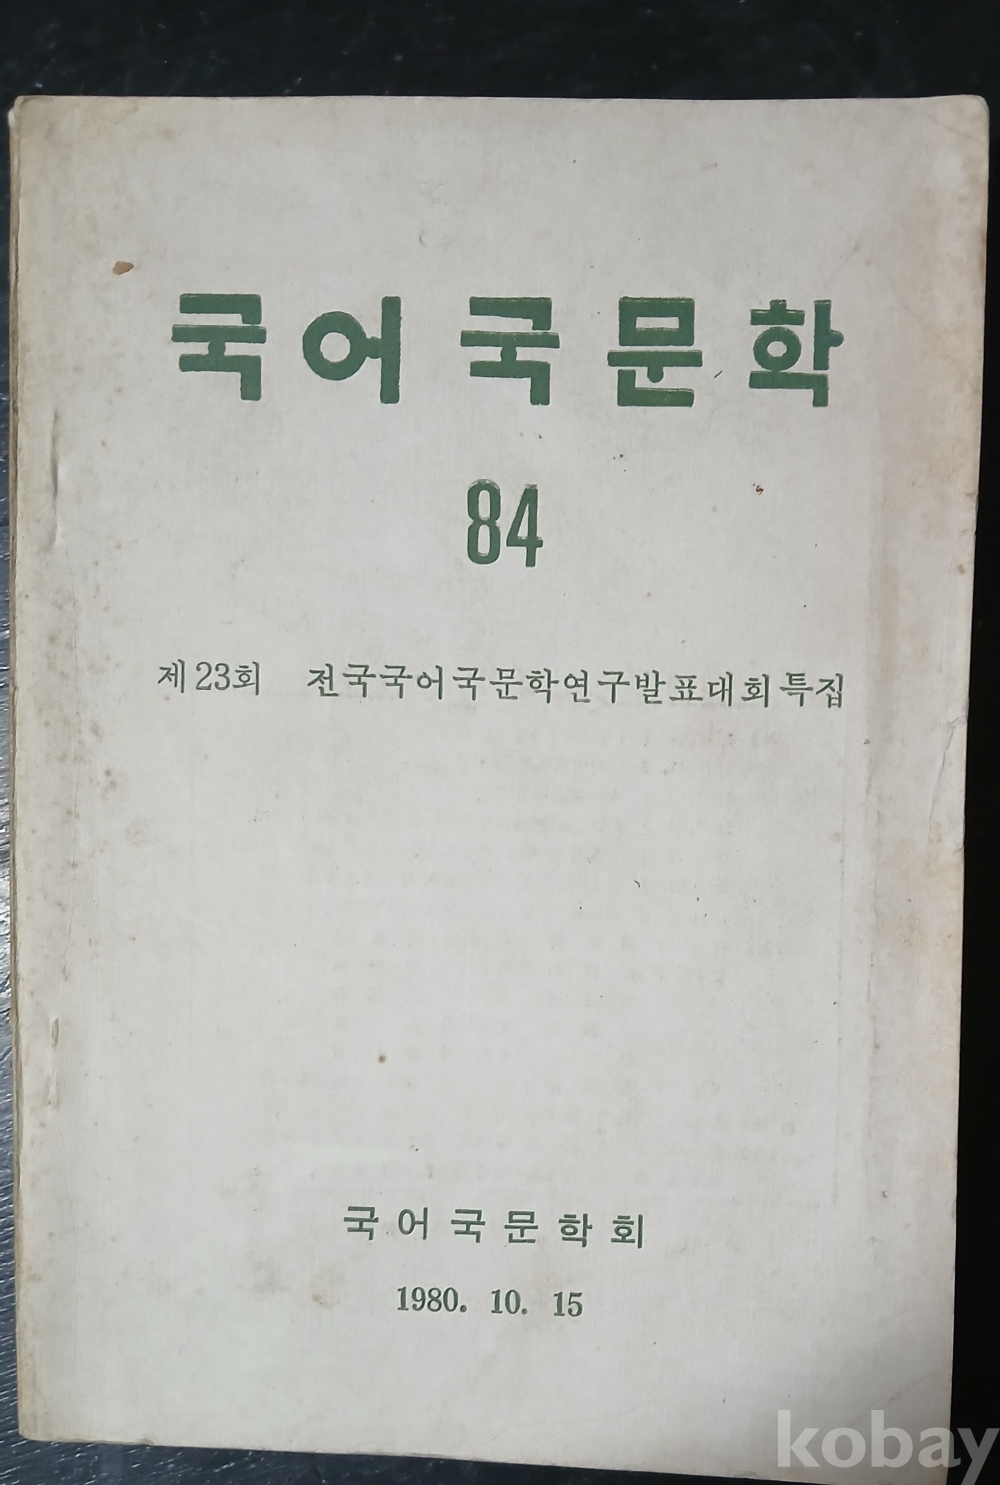 국어국문학
84
제23회 전국국어국문학연구발표대회특집
국어국문학회
1980. 10. 15
kobay